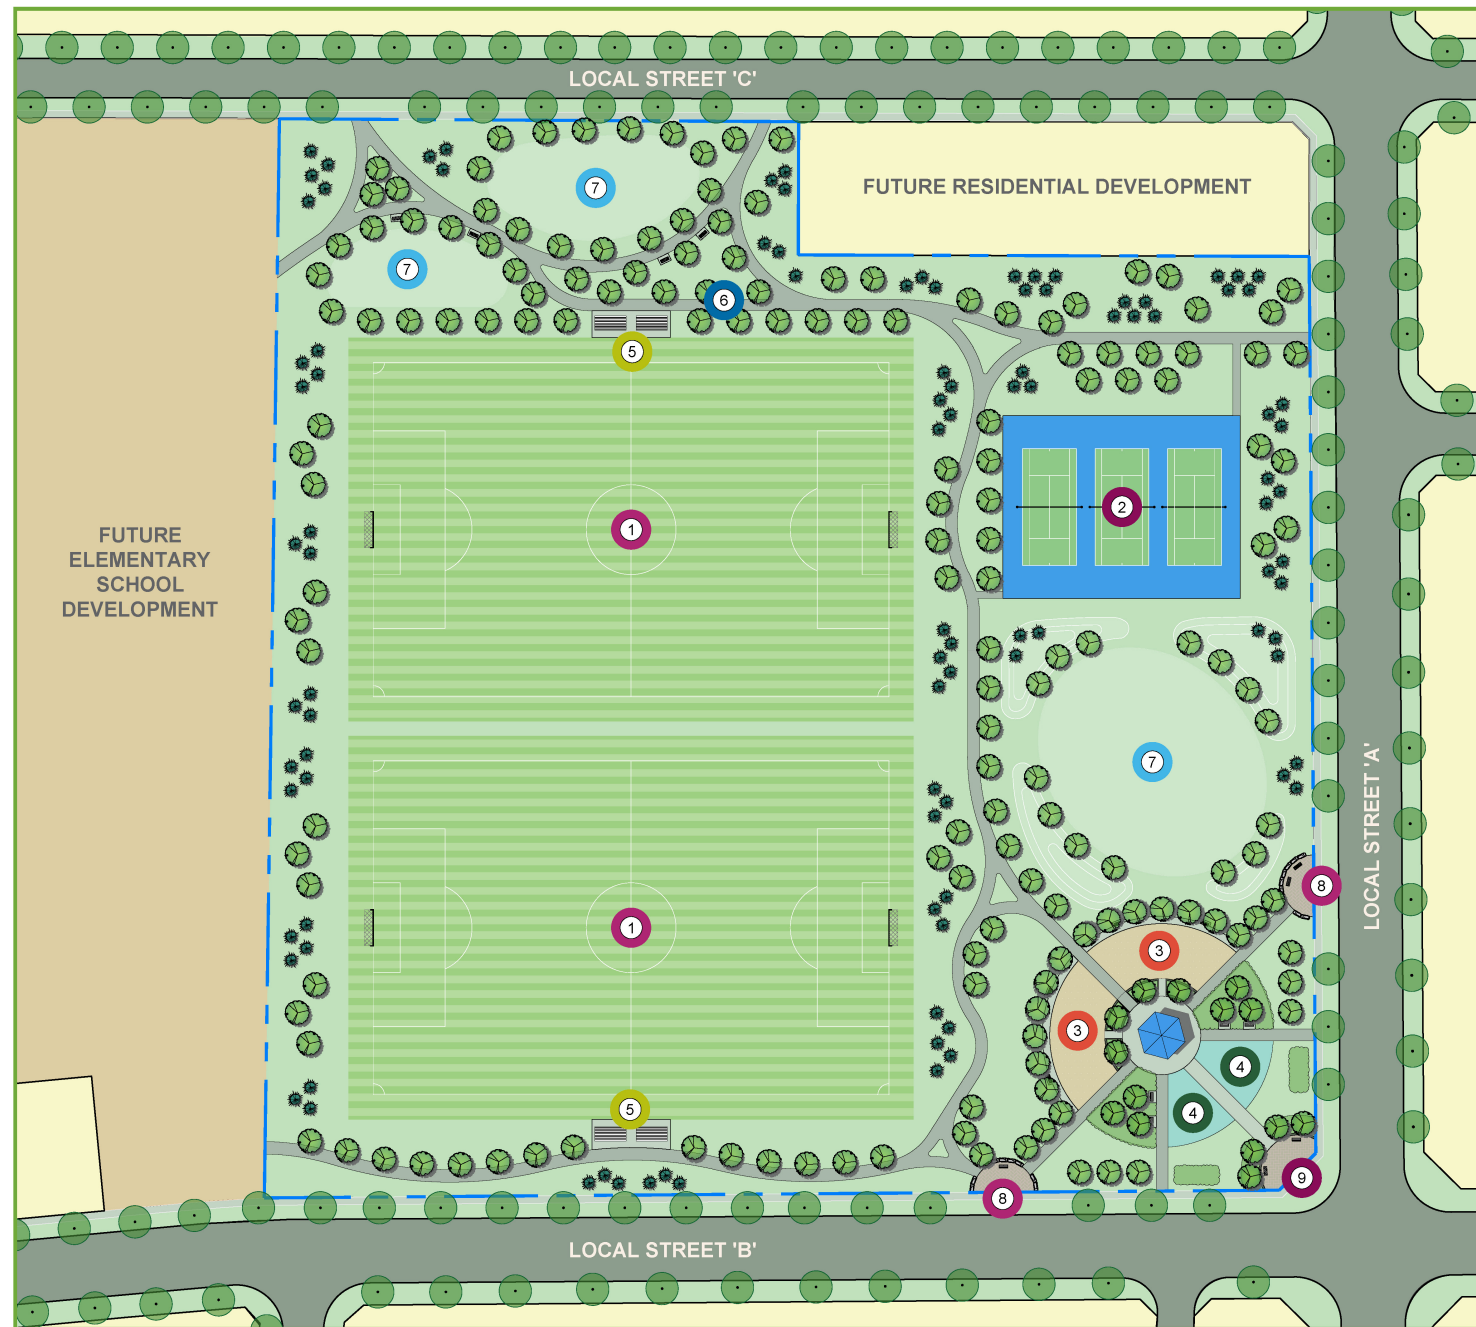 LOCAL STREET 'C'
FUTURE RESIDENTIAL DEVELOPMENT
7
7
6
5
1
2
FUTURE
ELEMENTARY
SCHOOL
DEVELOPMENT
7
LOCAL STREET 'A'
8
1
3
3
4
4
5
9
8
LOCAL STREET 'B'